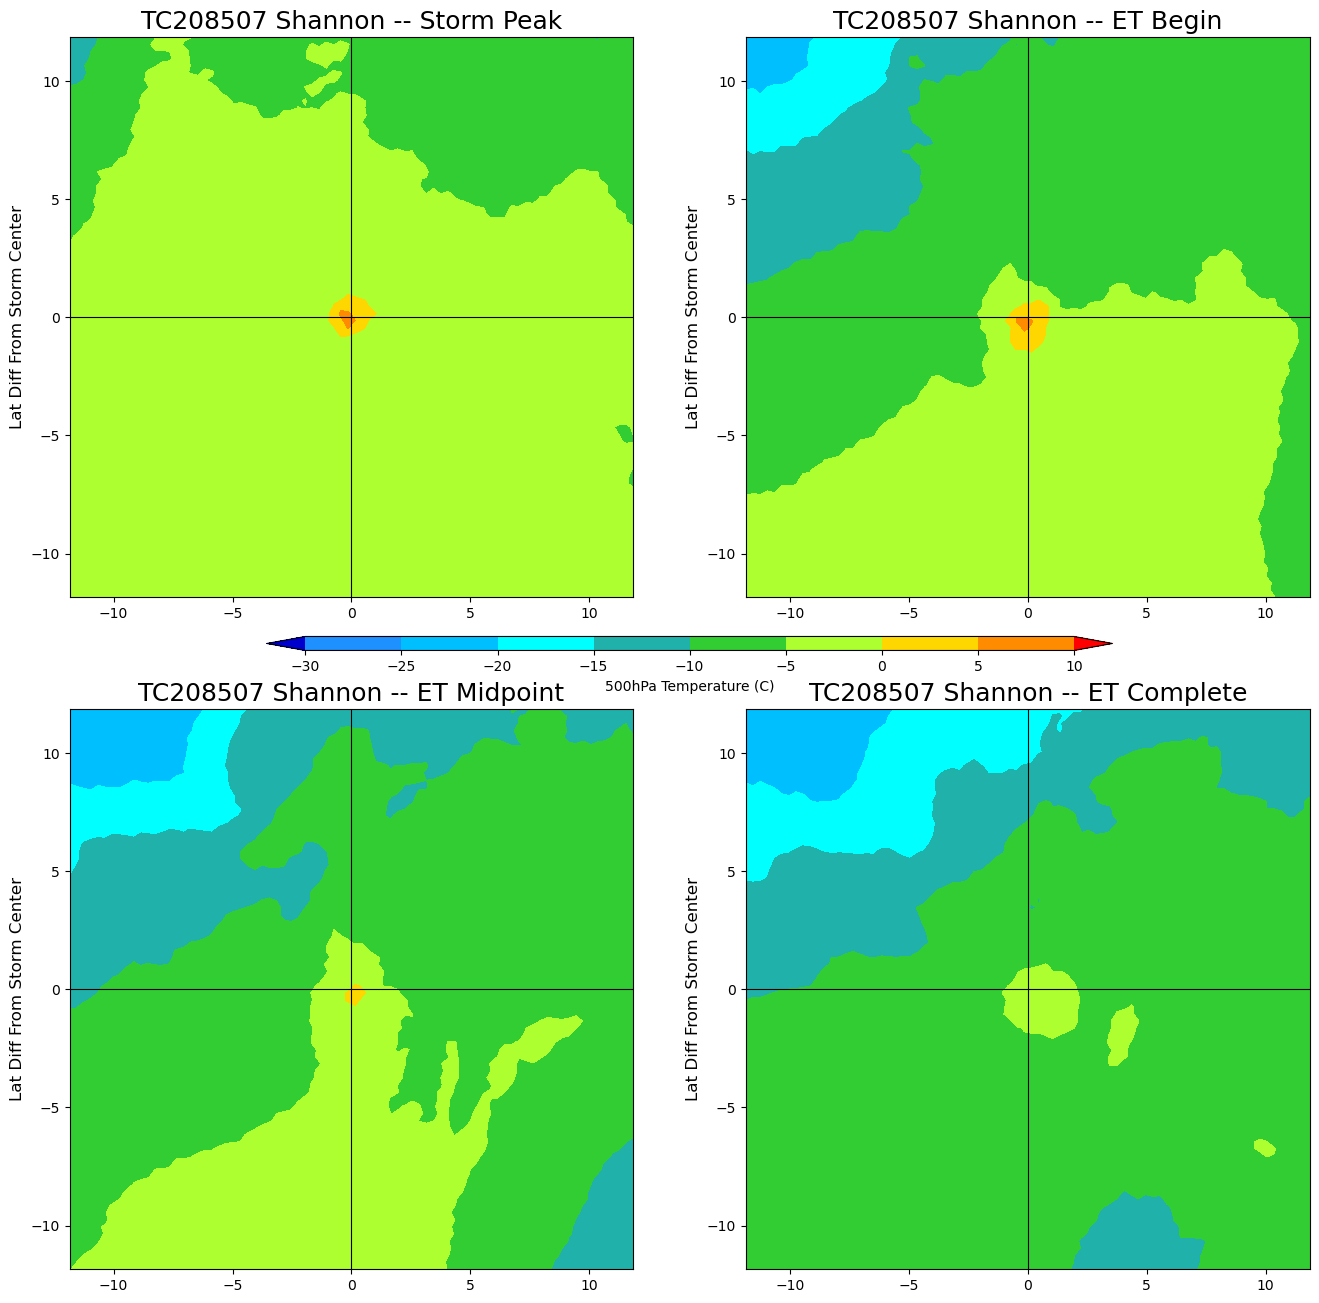 TC208507 Shannon -- Storm Peak
TC208507 Shannon -- ET Begin
10
5
0
−5
−10
Lat Diff From Storm Center
−10 −5 0 5 10
10
5
0
−5
−10
Lat Diff From Storm Center
−10 −5 0 5 10
−30 −25 −20 −15 −10 −5 0 5 10
500hPa Temperature (C)
TC208507 Shannon -- ET Midpoint
TC208507 Shannon -- ET Complete
10
5
0
−5
−10
Lat Diff From Storm Center
−10 −5 0 5 10
10
5
0
−5
−10
Lat Diff From Storm Center
−10 −5 0 5 10